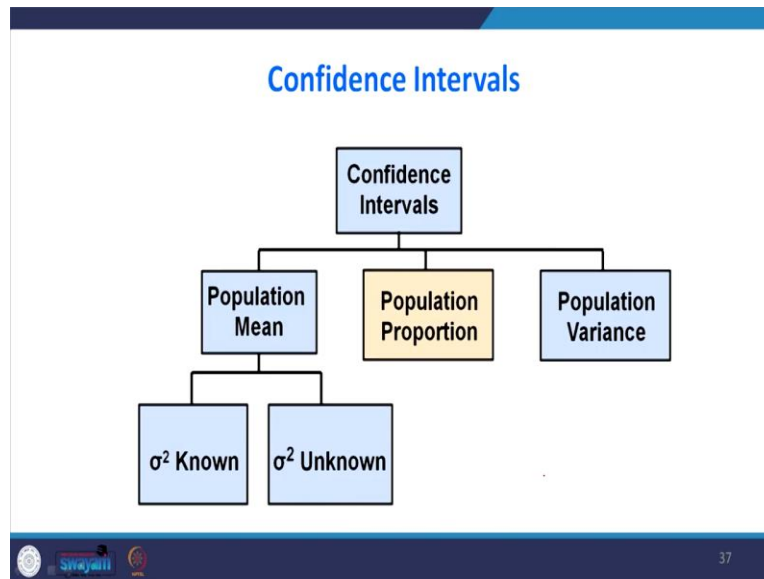 Confidence Intervals
Confidence
Intervals
Population
Mean
Population
Proportion
Population
Variance
σ² Known
σ² Unknown
swayam
37